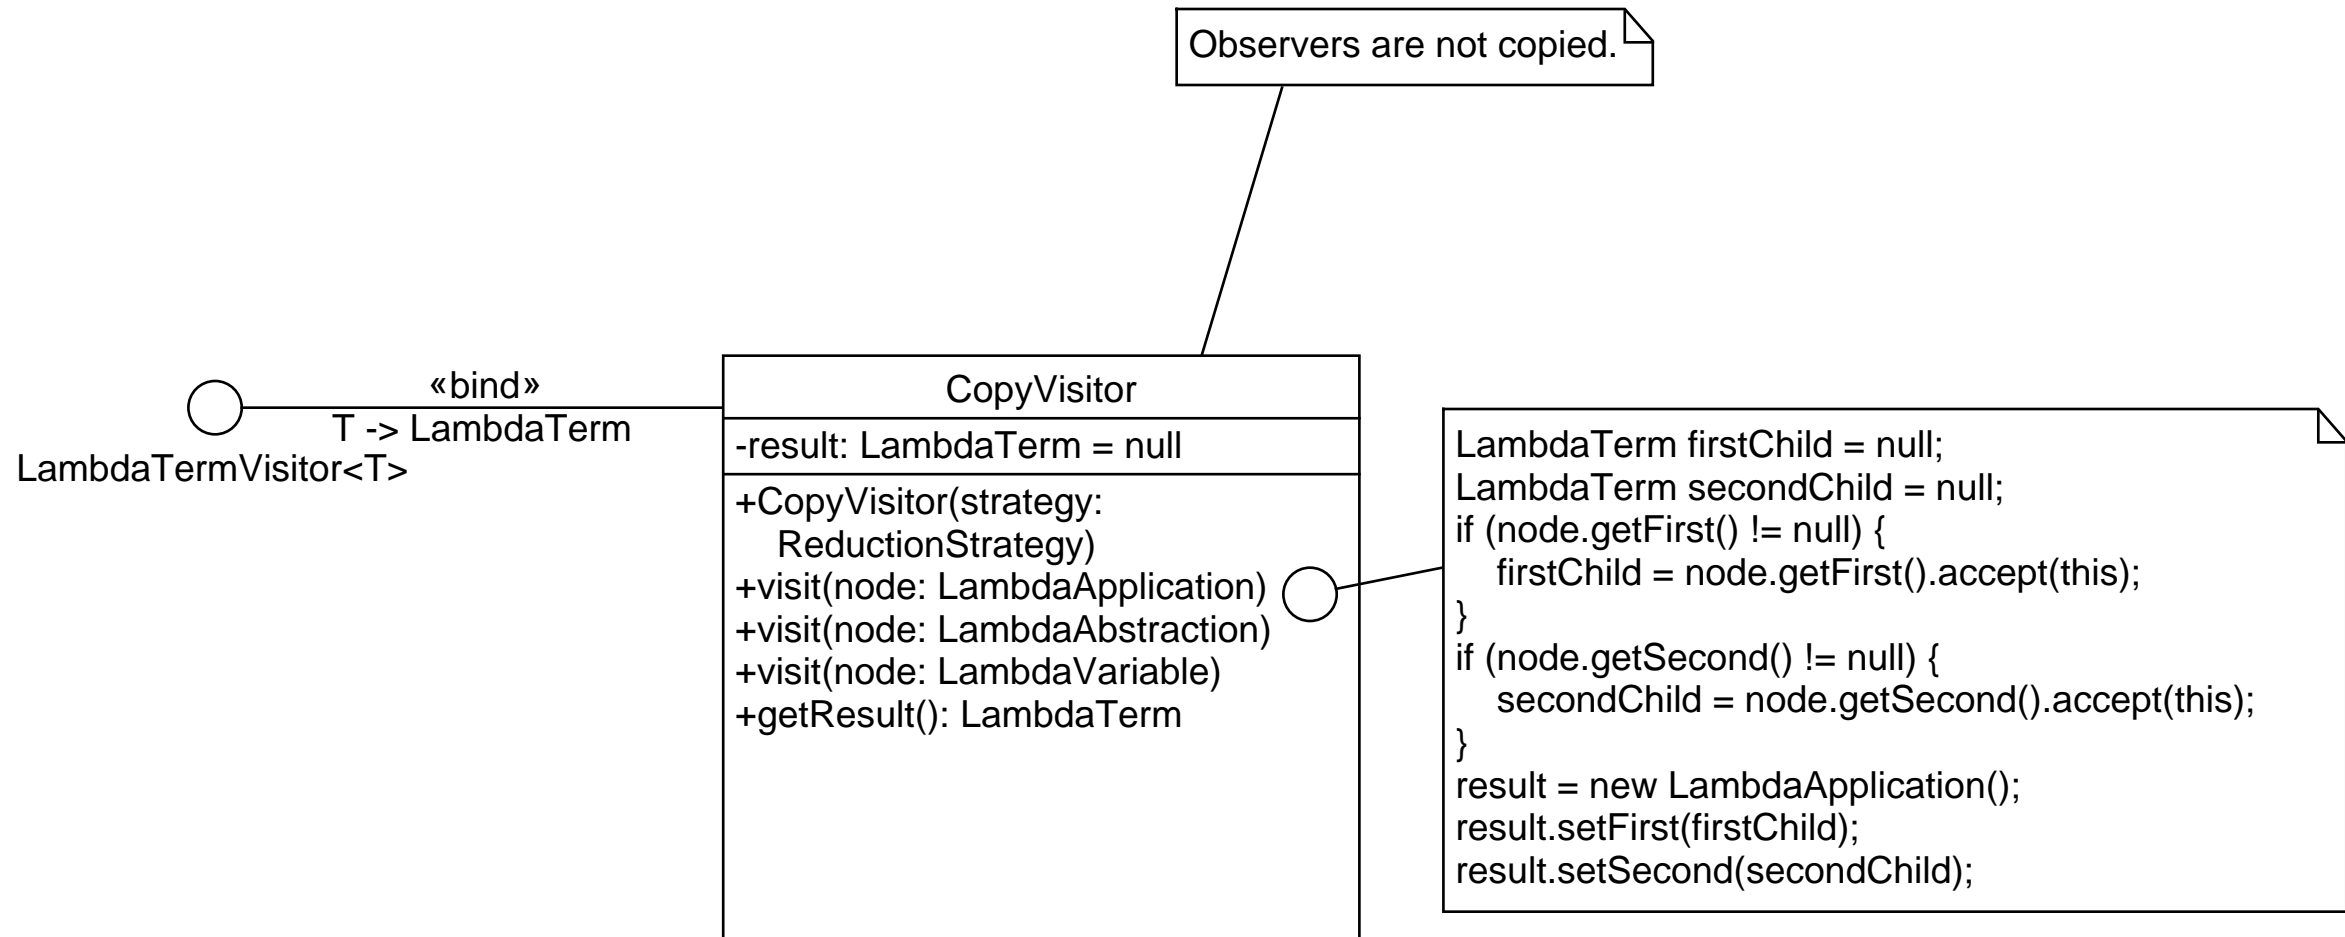 Observers are not copied.
«bind»
T -> LambdaTerm
LambdaTermVisitor<T>
CopyVisitor
-result: LambdaTerm = null
+CopyVisitor(strategy:
ReductionStrategy)
+visit(node: LambdaApplication)
+visit(node: LambdaAbstraction)
+visit(node: LambdaVariable)
+getResult(): LambdaTerm
LambdaTerm firstChild = null;
LambdaTerm secondChild = null;
if (node.getFirst() != null) {
firstChild = node.getFirst().accept(this);
}
if (node.getSecond() != null) {
secondChild = node.getSecond().accept(this);
}
result = new LambdaApplication();
result.setFirst(firstChild);
result.setSecond(secondChild);